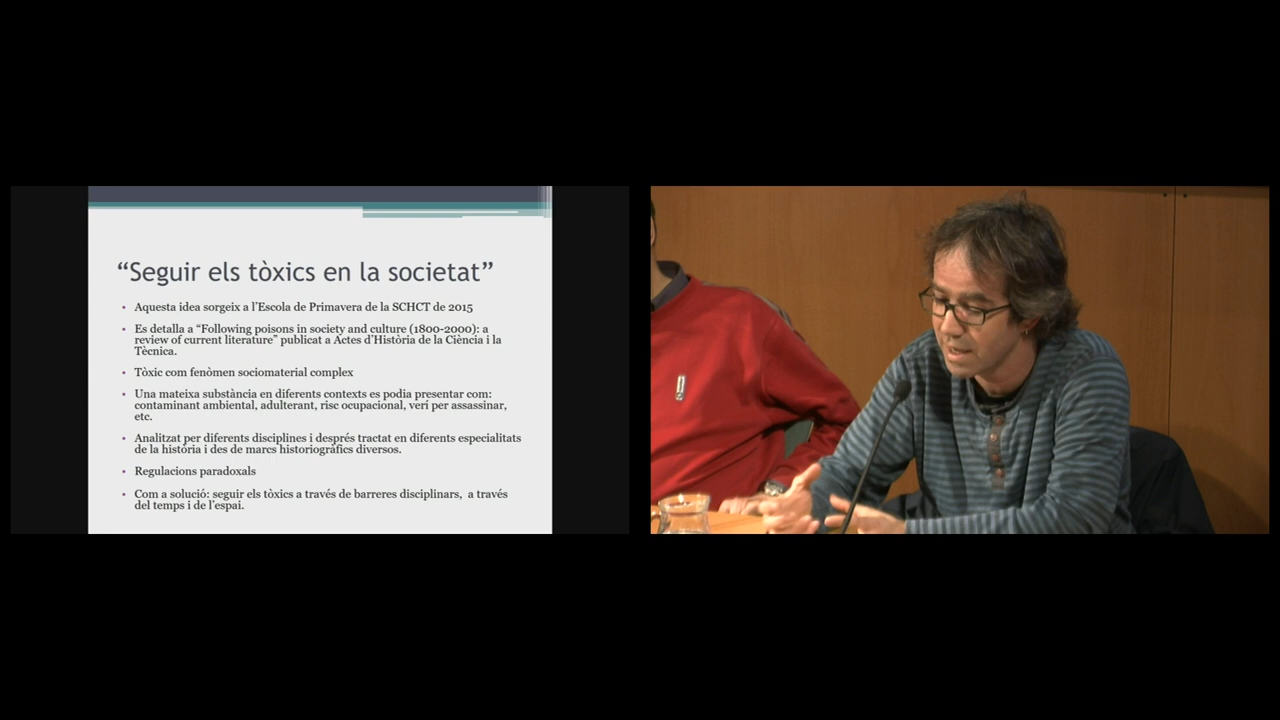 “Seguir els tòxics en la societat”
Aquesta idea sorgeix a l’Escola de Primavera de la SCHCT de 2015
Es detalla a “Following poisons in society and culture (1800-2000): a
review of current literature” publicat a Actes d’Història de la Ciència i la
Tècnica.
Tòxic com fenòmen sociomaterial complex
Una mateixa substància en diferents contexts es podia presentar com:
contaminant ambiental, adulterant, risc ocupacional, verí per assassinar,
etc.
Analitzat per diferents disciplines i després tractat en diferents especialitats
de la història i des de marcs historiogràfics diversos.
Regulacions paradoxals
Com a solució: seguir els tòxics a través de barreres disciplinars, a través
del temps i de l’espai.